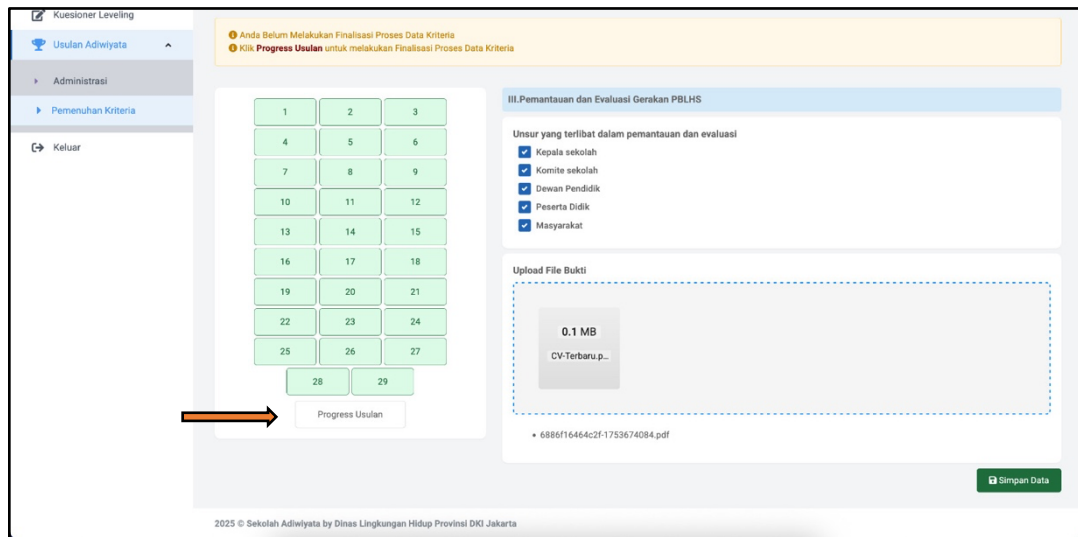 Kuesioner Leveling
Usulan Adiwiyata
Administrasi
Pemenuhan Kriteria
Keluar
Anda Belum Melakukan Finalisasi Proses Data Kriteria
Klik Progress Usulan untuk melakukan Finalisasi Proses Data Kriteria
1 2 3
4 5 6
7 8 9
10 11 12
13 14 15
16 17 18
19 20 21
22 23 24
25 26 27
28 29
Progress Usulan
III.Pemantauan dan Evaluasi Gerakan PBLHS
Unsur yang terlibat dalam pemantauan dan evaluasi
Kepala sekolah
Komite sekolah
Dewan Pendidik
Peserta Didik
Masyarakat
Upload File Bukti
0.1 MB
CV-Terbaru.p...
6886f16464c2f-1753674084.pdf
Simpan Data
2025 © Sekolah Adiwiyata by Dinas Lingkungan Hidup Provinsi DKI Jakarta